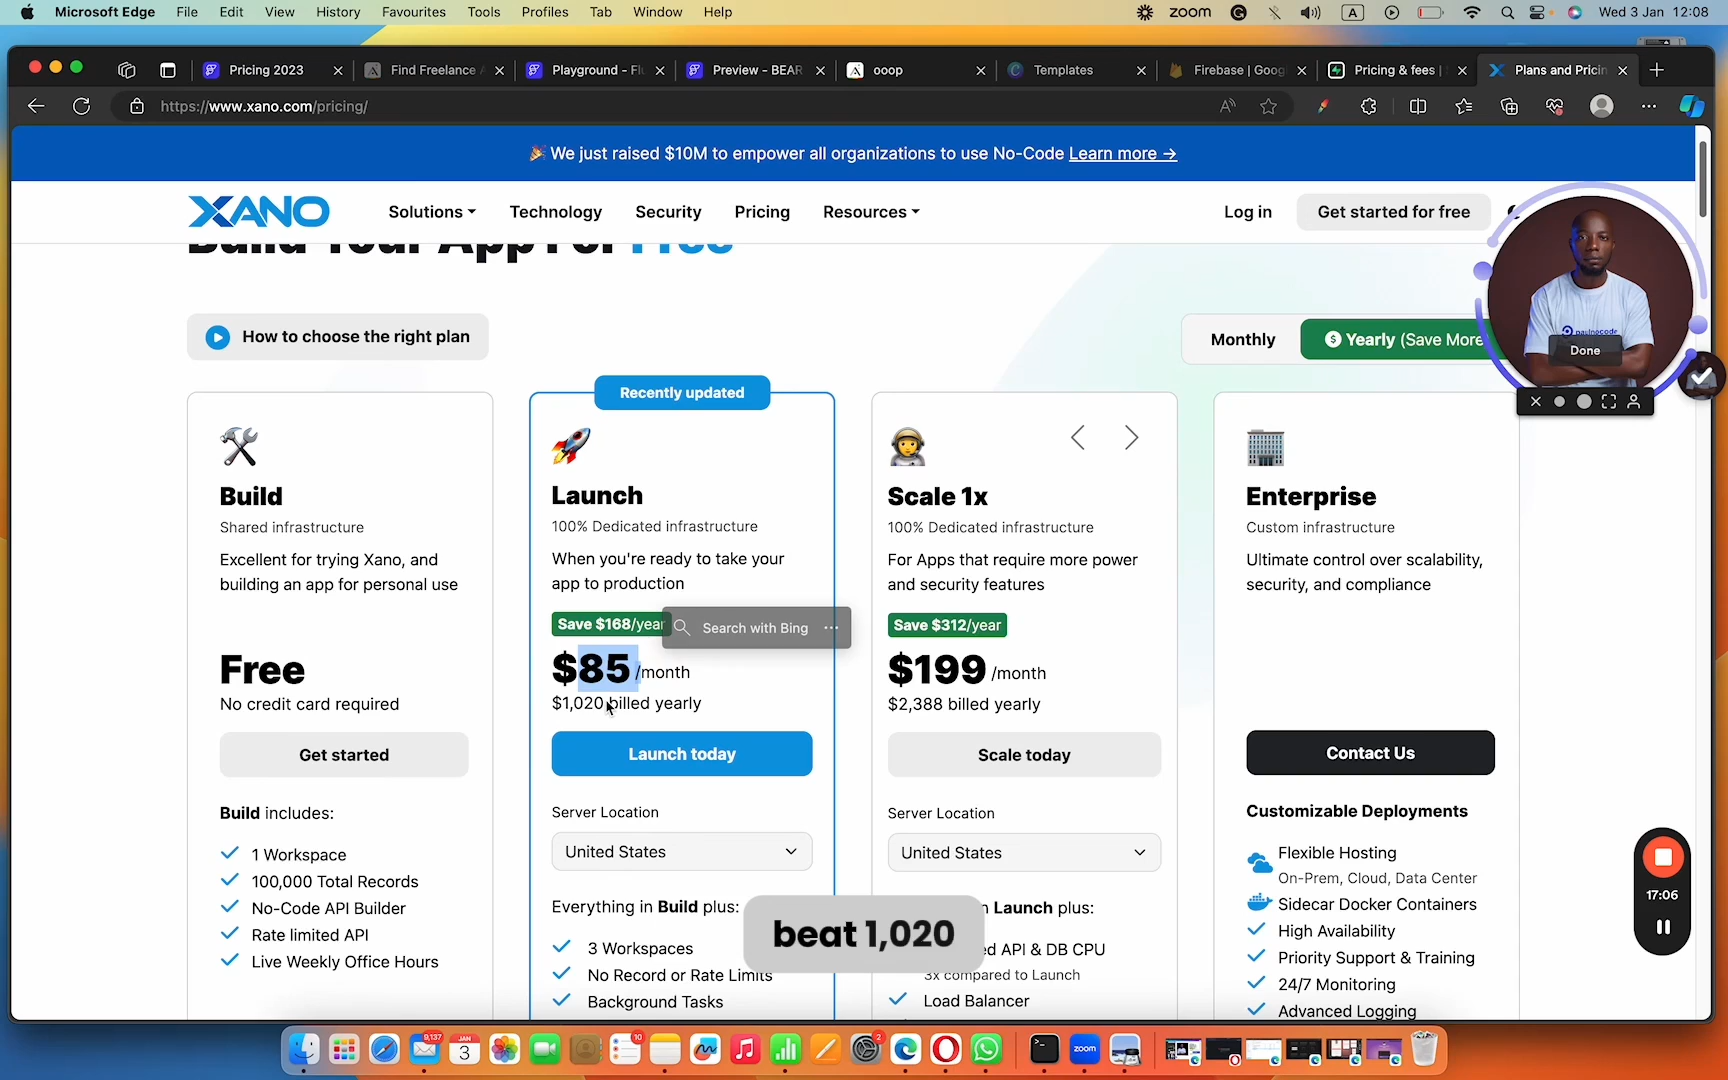 Microsoft Edge File Edit View History Favourites Tools Profiles Tab Window Help
zoom A Wed 3 Jan 12:08
Pricing 2023
Find Freelance
Playground - Fl
Preview - BEAR
ooop
Templates
Firebase | Goog
Pricing & fees |
Plans and Pricin
https://www.xano.com/pricing/
We just raised $10M to empower all organizations to use No-Code Learn more →
XANO
Solutions Technology Security Pricing Resources
Log in
Get started for free
Build Your App For Free
How to choose the right plan
Monthly
$ Yearly (Save More
paulnocode
Done
Recently updated
Build
Shared infrastructure
Excellent for trying Xano, and
building an app for personal use
Free
No credit card required
Get started
Build includes:
1 Workspace
100,000 Total Records
No-Code API Builder
Rate limited API
Live Weekly Office Hours
Launch
100% Dedicated infrastructure
When you're ready to take your
app to production
Save $168/year
Search with Bing
$85 /month
$1,020 billed yearly
Launch today
Server Location
United States
Everything in Build plus:
3 Workspaces
No Record or Rate Limits
Background Tasks
Scale 1x
100% Dedicated infrastructure
For Apps that require more power
and security features
Save $312/year
$199 /month
$2,388 billed yearly
Scale today
Server Location
United States
Launch plus:
API & DB CPU
3x compared to Launch
Load Balancer
Enterprise
Custom infrastructure
Ultimate control over scalability,
security, and compliance
Contact Us
Customizable Deployments
Flexible Hosting
On-Prem, Cloud, Data Center
Sidecar Docker Containers
High Availability
Priority Support & Training
24/7 Monitoring
Advanced Logging
beat 1,020
17:06
9,137
JAN
3
10
2
zoom